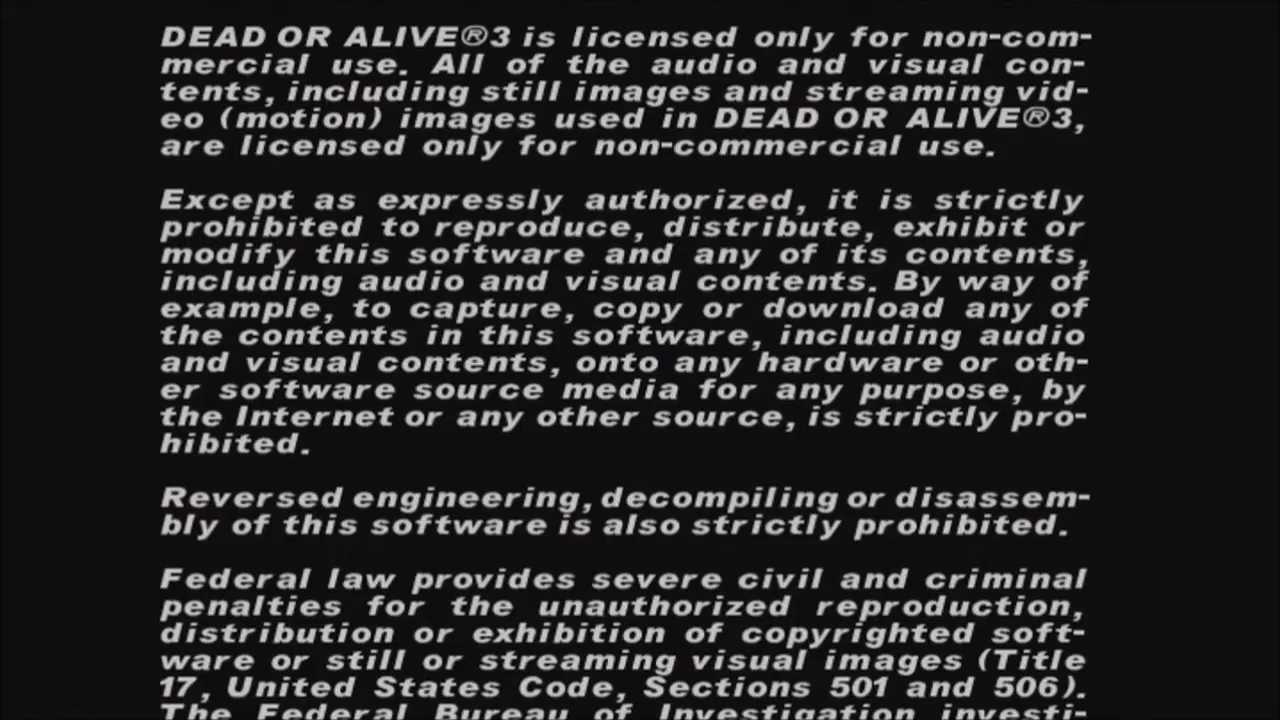 DEAD OR ALIVE®3 is licensed only for non-com-
mercial use. All of the audio and visual con-
tents, including still images and streaming vid-
eo (motion) images used in DEAD OR ALIVE®3,
are licensed only for non-commercial use.
Except as expressly authorized, it is strictly
prohibited to reproduce, distribute, exhibit or
modify this software and any of its contents,
including audio and visual contents. By way of
example, to capture, copy or download any of
the contents in this software, including audio
and visual contents, onto any hardware or oth-
er software source media for any purpose, by
the Internet or any other source, is strictly pro-
hibited.
Reversed engineering, decompiling or disassem-
bly of this software is also strictly prohibited.
Federal law provides severe civil and criminal
penalties for the unauthorized reproduction,
distribution or exhibition of copyrighted soft-
ware or still or streaming visual images (Title
17, United States Code, Sections 501 and 506).
The Federal Bureau of Investigation investi-